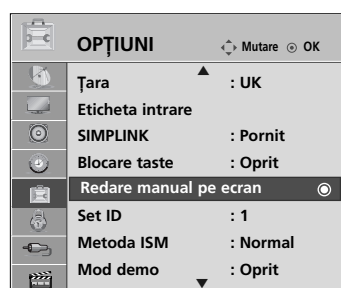 OPȚIUNI Mutare OK
Țara : UK
Eticheta intrare
SIMPLINK : Pornit
Blocare taste : Oprit
Redare manual pe ecran
Set ID : 1
Metoda ISM : Normal
Mod demo : Oprit